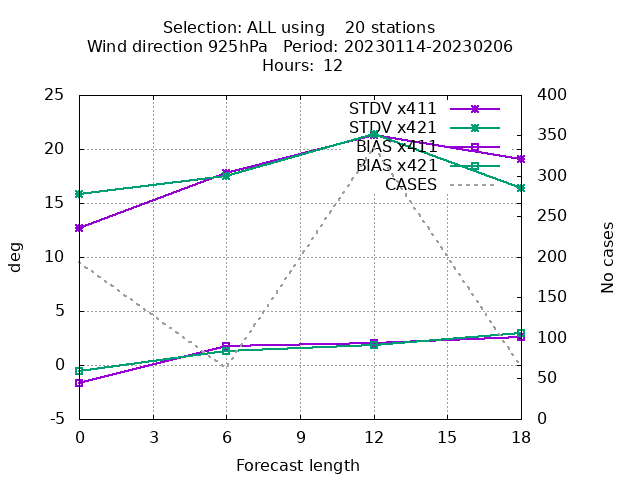 Selection: ALL using    20 stations
Wind direction 925hPa   Period: 20230114-20230206
Hours:  12
25
20
15
10
5
0
-5
400
350
300
250
200
150
100
50
0
STDV x411
STDV x421
BIAS x411
BIAS x421
CASES
deg
No cases
0 3 6 9 12 15 18
Forecast length